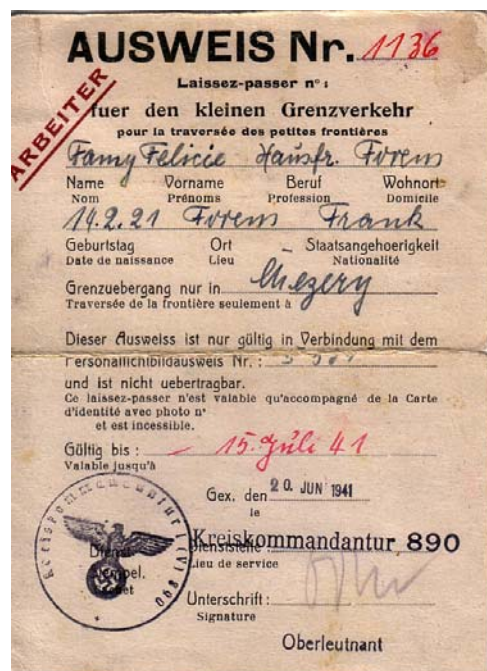 AUSWEIS Nr. 1136
ARBEITER
Laissez-passer n° :
fuer den kleinen Grenzverkehr
pour la traversée des petites frontières
Famy Felicie Hausfr. Forens
Name Vorname Beruf Wohnort
Nom Prénoms Profession Domicile
14.2.21 Forens Frank
Geburtstag Ort – Staatsangehoerigkeit
Date de naissance Lieu Nationalité
Grenzuebergang nur in Chezery
Traversée de la frontière seulement à
Dieser Ausweiss ist nur gültig in Verbindung mit dem
Personallichtbildausweis Nr. :
und ist nicht uebertragbar.
Ce laissez-passer n'est valable qu'accompagné de la Carte
d'identité avec photo n°
et est incessible.
Gültig bis : – 15. Juli 41
Valable jusqu'à
Gex, den 20. JUN 1941
le
Kreiskommandantur I (V) 890
Dienststelle : Kreiskommandantur 890
Lieu de service
Unterschrift :
Signature
Oberleutnant